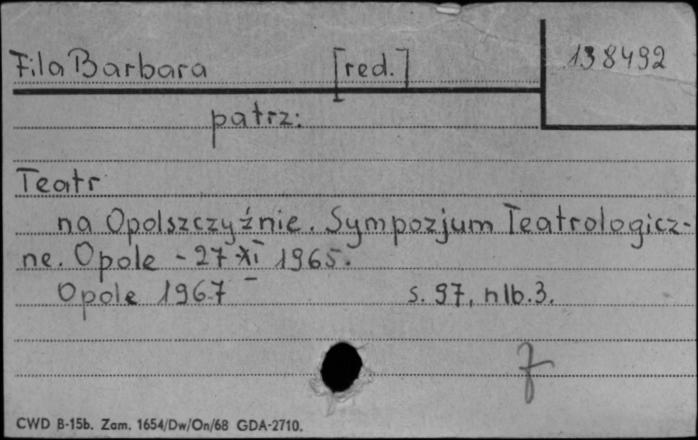 138492
Fila Barbara [red.]
patrz:
Teatr
na Opolszczyźnie. Sympozjum Teatrologicz-
ne. Opole - 27 XI 1965.
Opole 1967 s. 97, nlb. 3.
7
CWD B-15b. Zam. 1654/Dw/On/68 GDA-2710.